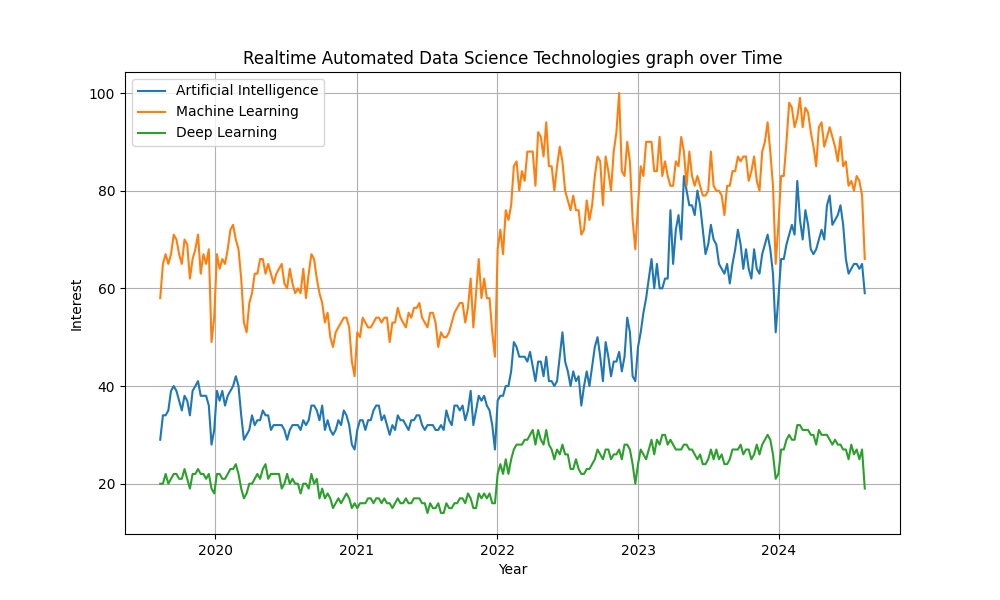 Realtime Automated Data Science Technologies graph over Time
Artificial Intelligence
Machine Learning
Deep Learning
100
80
60
40
20
Interest
2020 2021 2022 2023 2024
Year